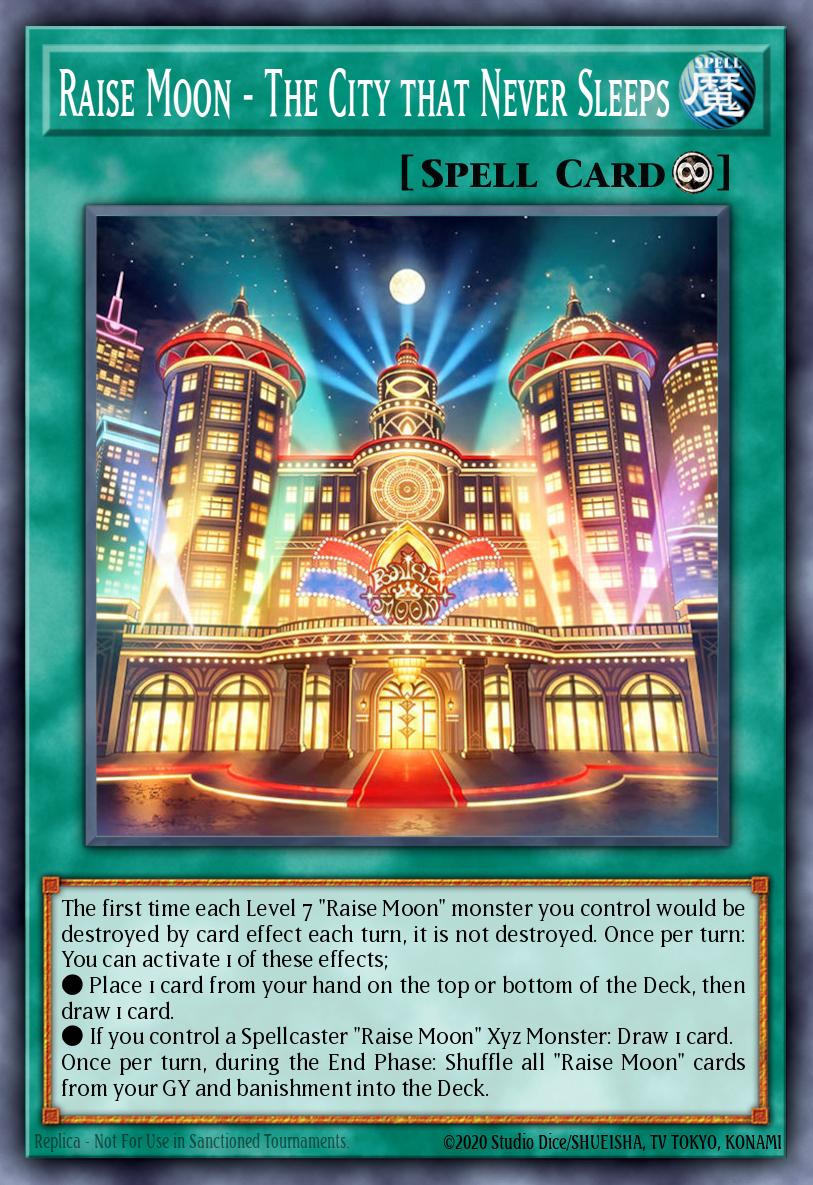 Raise Moon - The City that Never Sleeps
SPELL
魔
[Spell Card]
RAISE
MOON
The first time each Level 7 "Raise Moon" monster you control would be
destroyed by card effect each turn, it is not destroyed. Once per turn:
You can activate 1 of these effects;
● Place 1 card from your hand on the top or bottom of the Deck, then
draw 1 card.
● If you control a Spellcaster "Raise Moon" Xyz Monster: Draw 1 card.
Once per turn, during the End Phase: Shuffle all "Raise Moon" cards
from your GY and banishment into the Deck.
Replica - Not For Use in Sanctioned Tournaments.
©2020 Studio Dice/SHUEISHA, TV TOKYO, KONAMI